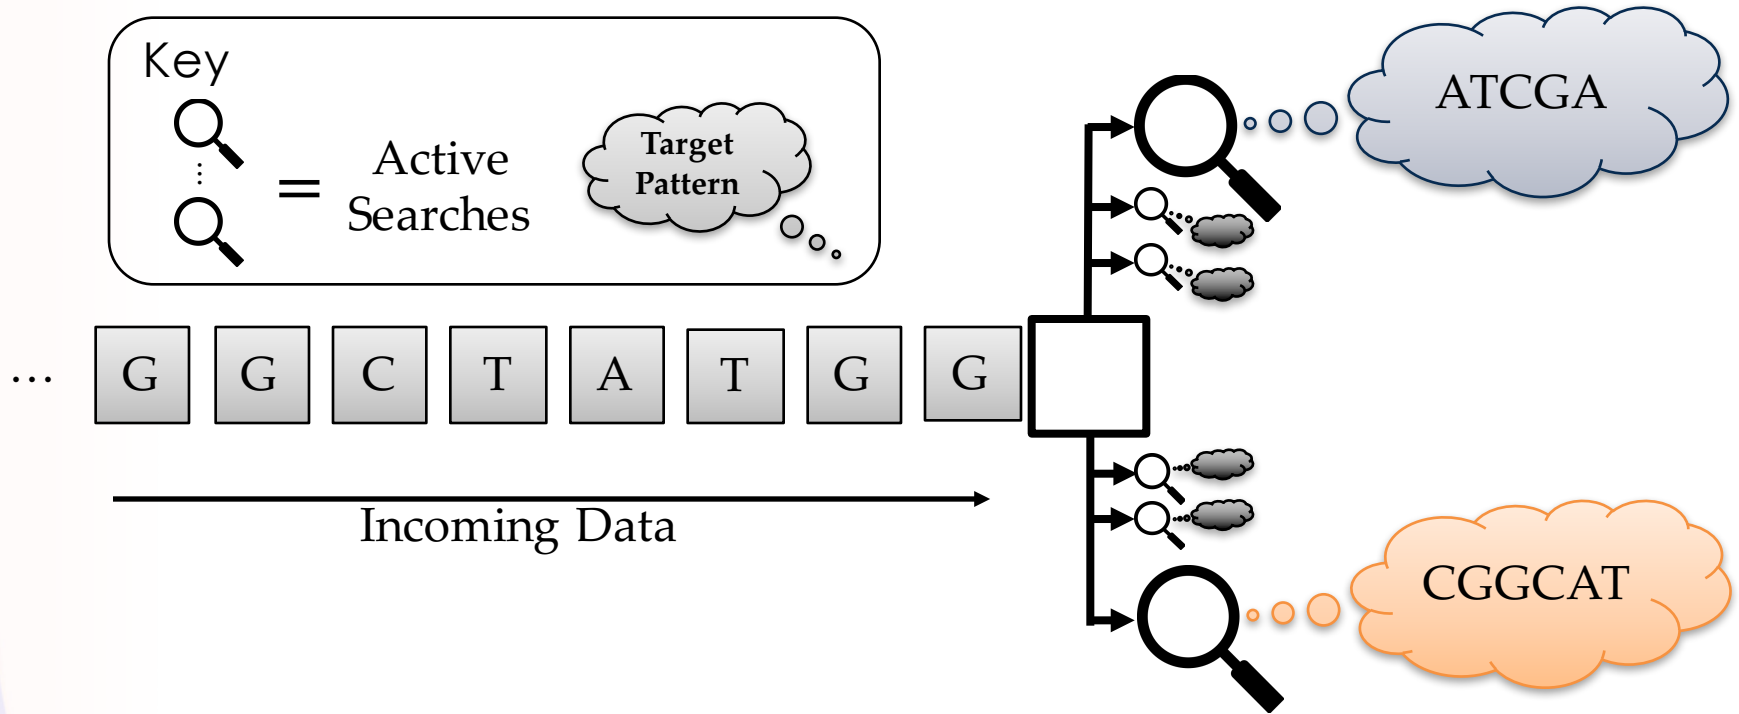 Key
⋮
= Active
Searches
Target
Pattern
ATCGA
... G G C T A T G G
Incoming Data
CGGCAT